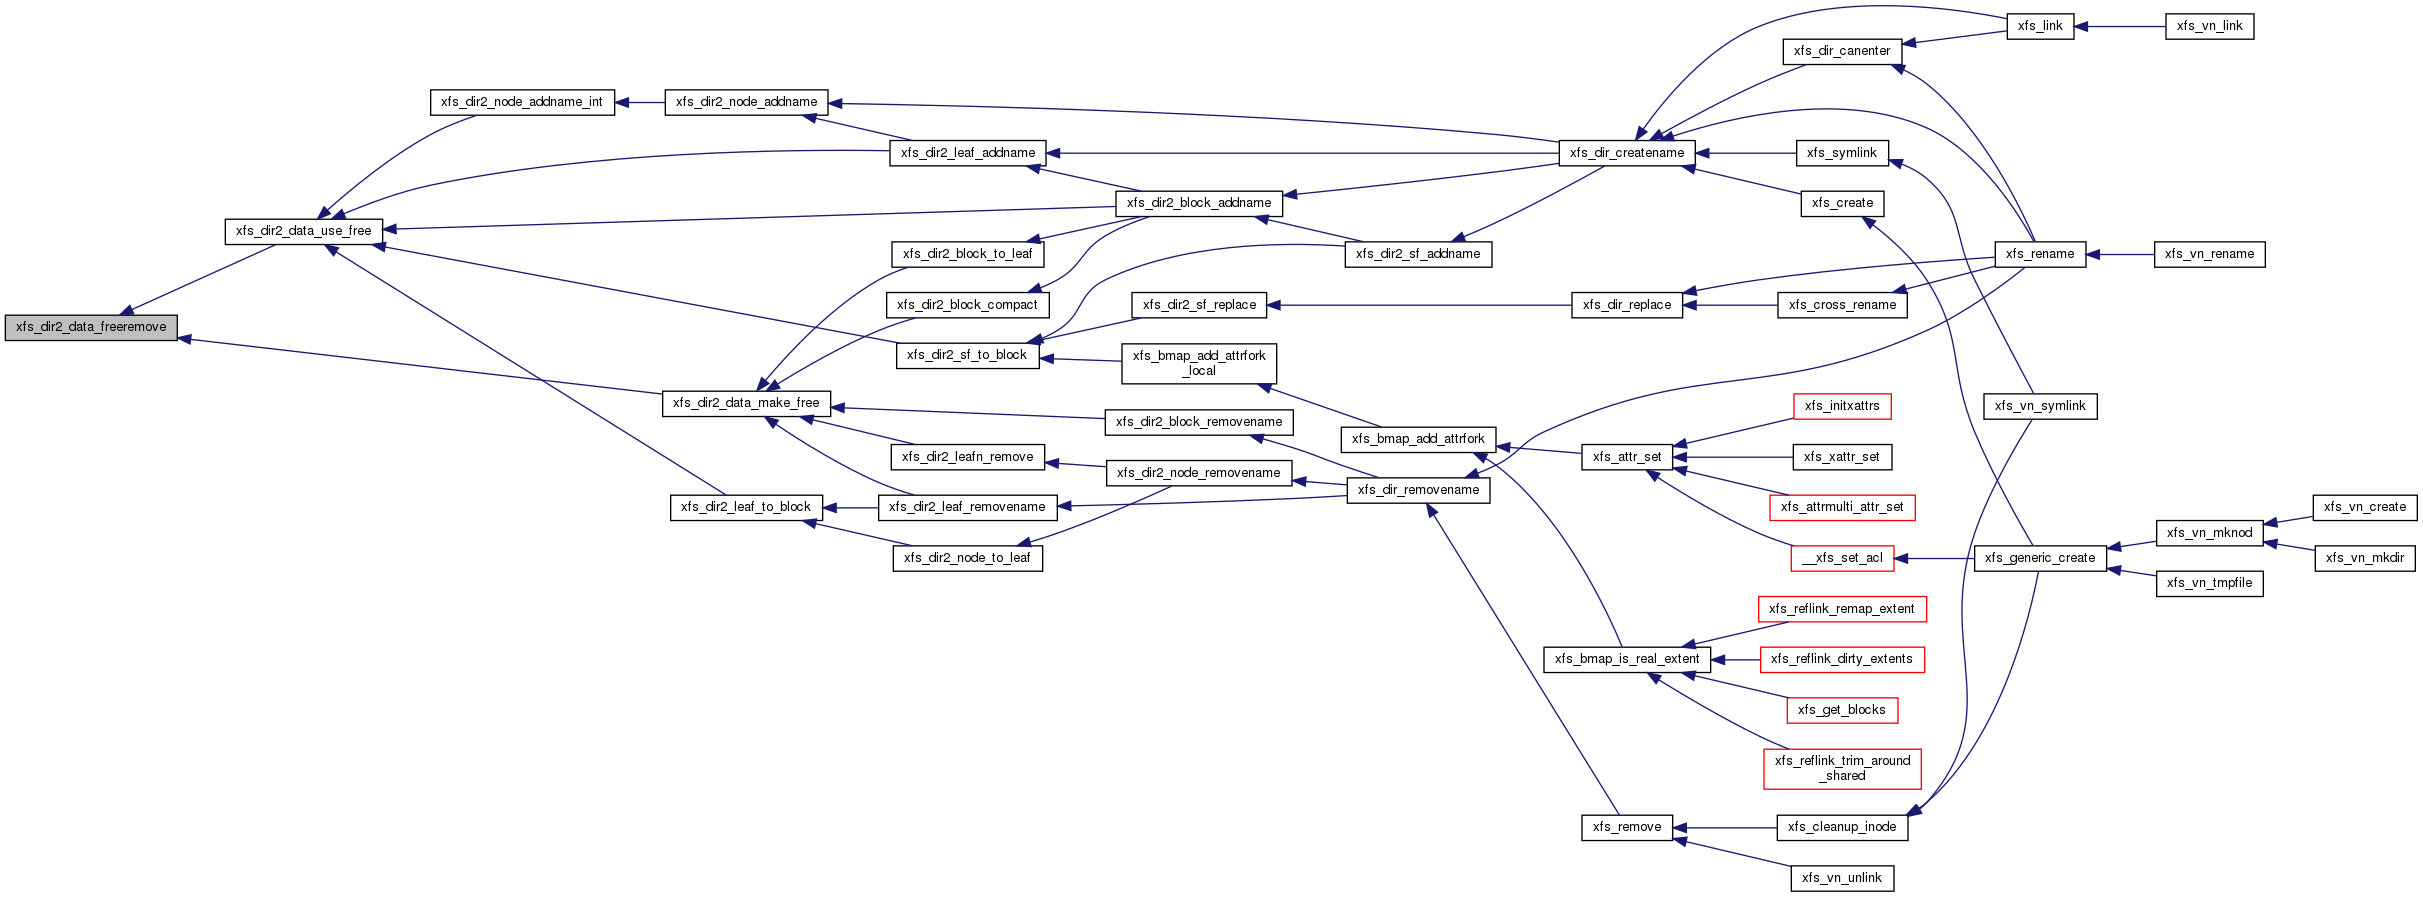 xfs_link
xfs_vn_link
xfs_dir_canenter
xfs_dir2_node_addname_int
xfs_dir2_node_addname
xfs_dir2_leaf_addname
xfs_dir_createname
xfs_symlink
xfs_dir2_block_addname
xfs_create
xfs_dir2_data_use_free
xfs_dir2_block_to_leaf
xfs_dir2_sf_addname
xfs_rename
xfs_vn_rename
xfs_dir2_block_compact
xfs_dir2_sf_replace
xfs_dir_replace
xfs_cross_rename
xfs_dir2_data_freeremove
xfs_dir2_sf_to_block
xfs_bmap_add_attrfork
_local
xfs_dir2_data_make_free
xfs_initxattrs
xfs_vn_symlink
xfs_dir2_block_removename
xfs_bmap_add_attrfork
xfs_dir2_leafn_remove
xfs_attr_set
xfs_xattr_set
xfs_dir2_node_removename
xfs_dir_removename
xfs_dir2_leaf_to_block
xfs_dir2_leaf_removename
xfs_attrmulti_attr_set
xfs_vn_create
xfs_vn_mknod
xfs_dir2_node_to_leaf
__xfs_set_acl
xfs_generic_create
xfs_vn_mkdir
xfs_vn_tmpfile
xfs_reflink_remap_extent
xfs_bmap_is_real_extent
xfs_reflink_dirty_extents
xfs_get_blocks
xfs_reflink_trim_around
_shared
xfs_remove
xfs_cleanup_inode
xfs_vn_unlink